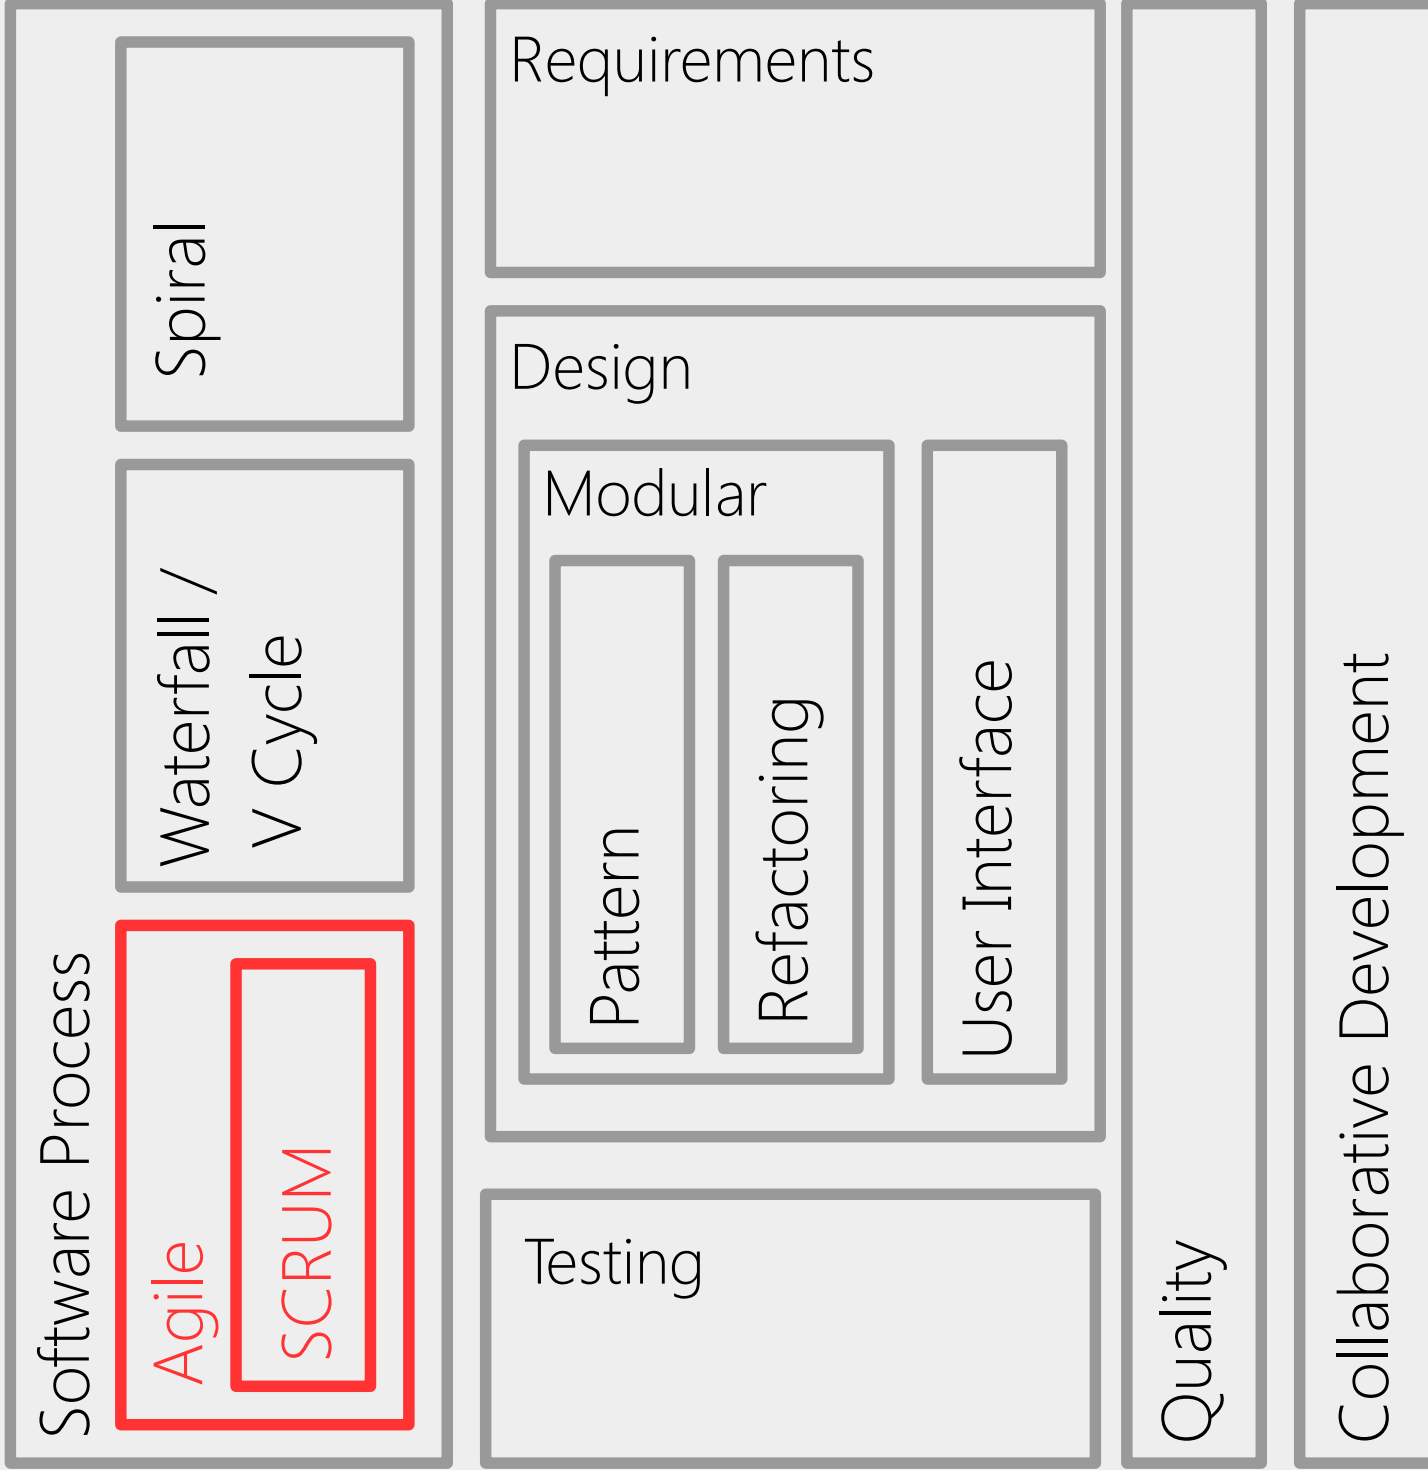 Software Process
Spiral
Waterfall /
V Cycle
Agile
SCRUM
Requirements
Design
Modular
Pattern
Refactoring
User Interface
Testing
Quality
Collaborative Development